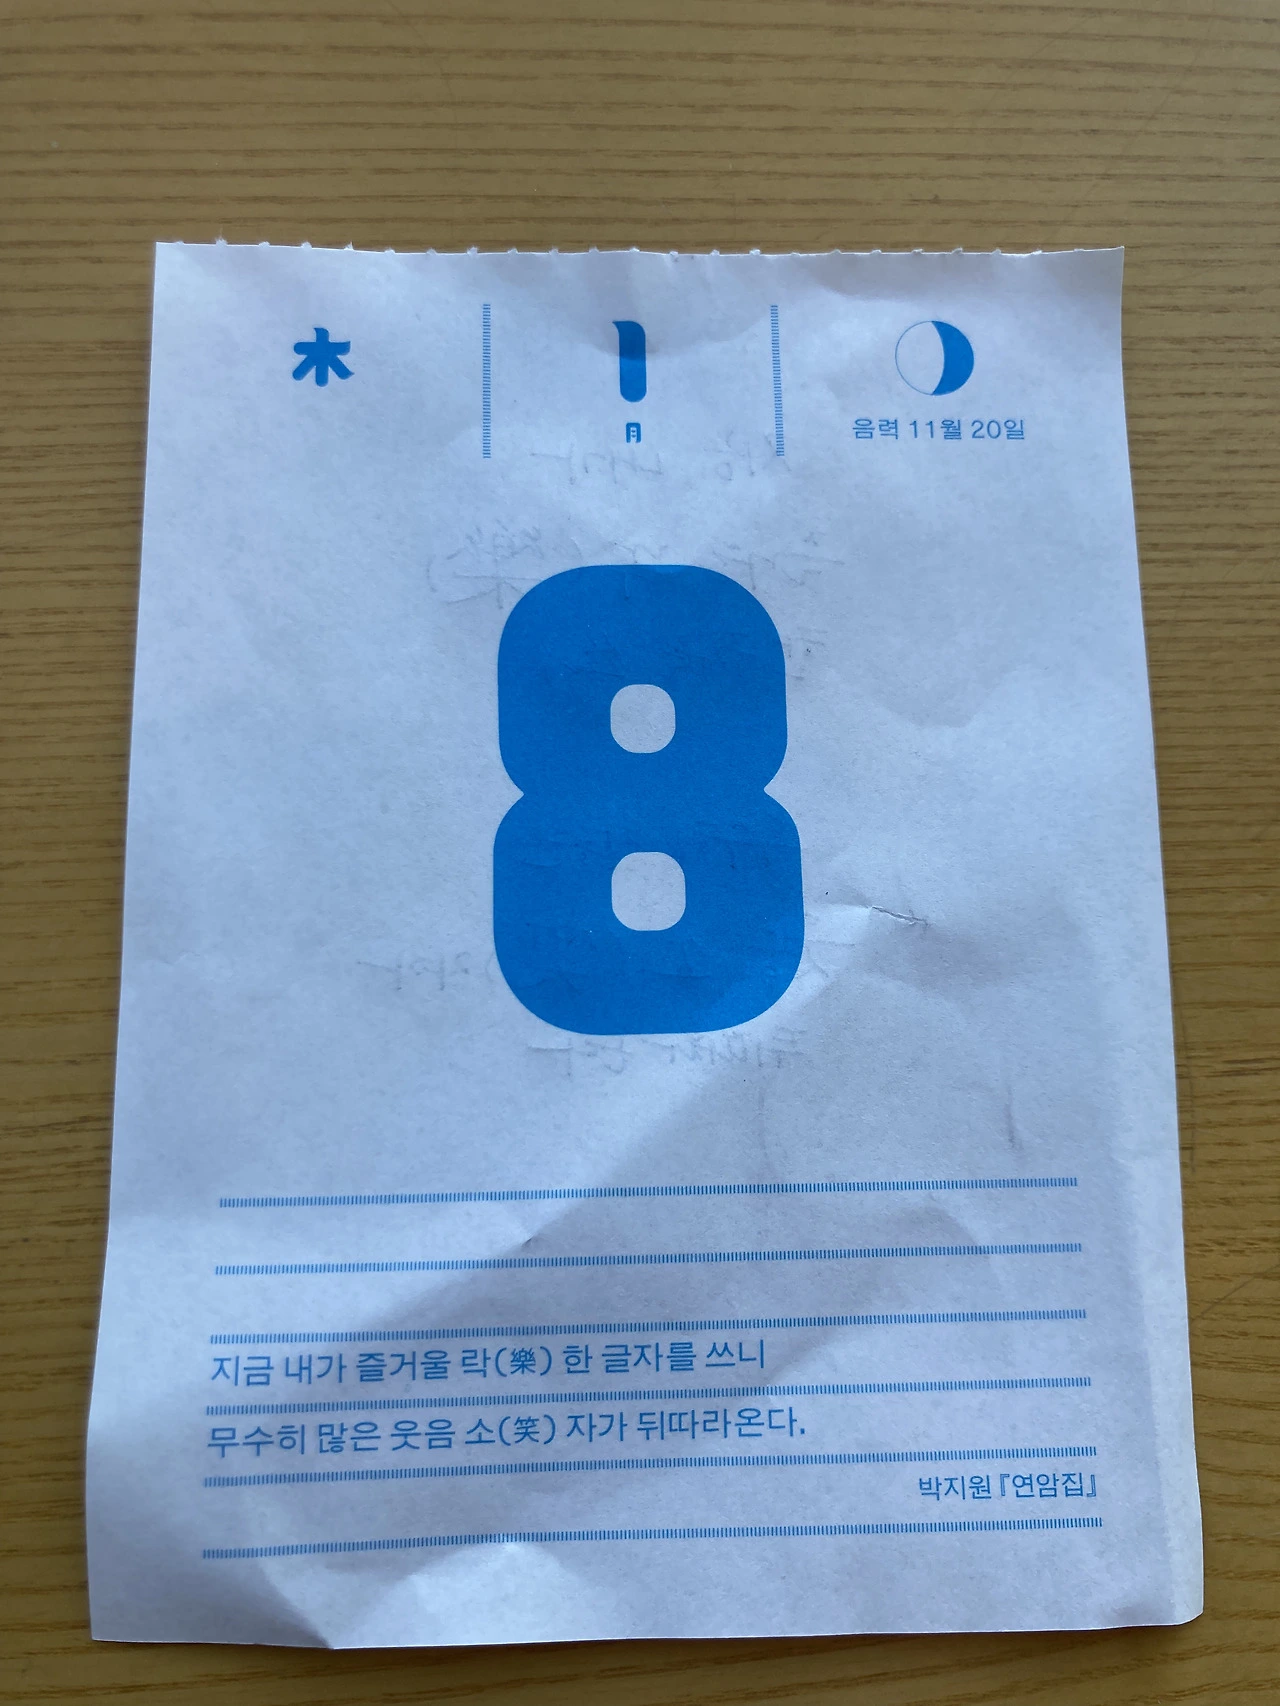 木
1
月
음력 11월 20일
8
지금 내가 즐거울 락(樂) 한 글자를 쓰니
무수히 많은 웃음 소(笑) 자가 뒤따라온다.
박지원 『연암집』